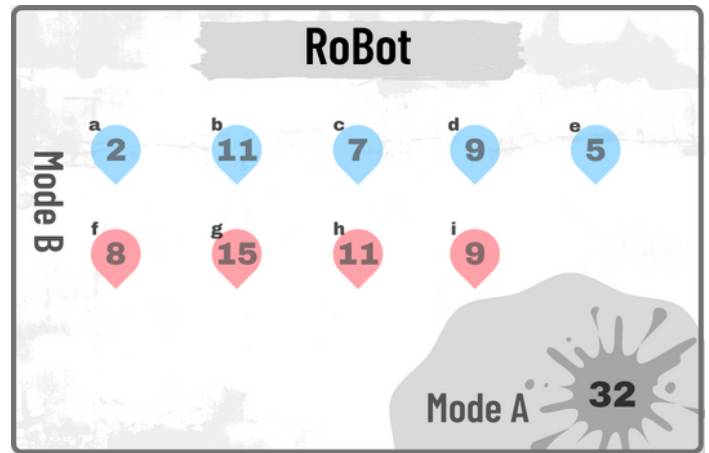 RoBot
Mode B
a b c d e
2 11 7 9 5
f g h i
8 15 11 9
Mode A 32